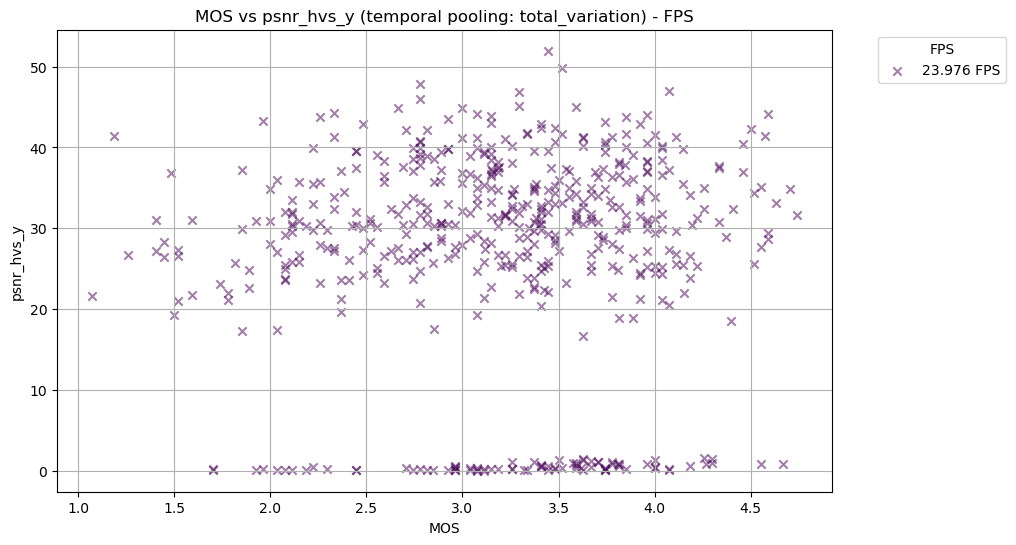 MOS vs psnr_hvs_y (temporal pooling: total_variation) - FPS
FPS
23.976 FPS
psnr_hvs_y
50
40
30
20
10
0
1.0 1.5 2.0 2.5 3.0 3.5 4.0 4.5
MOS